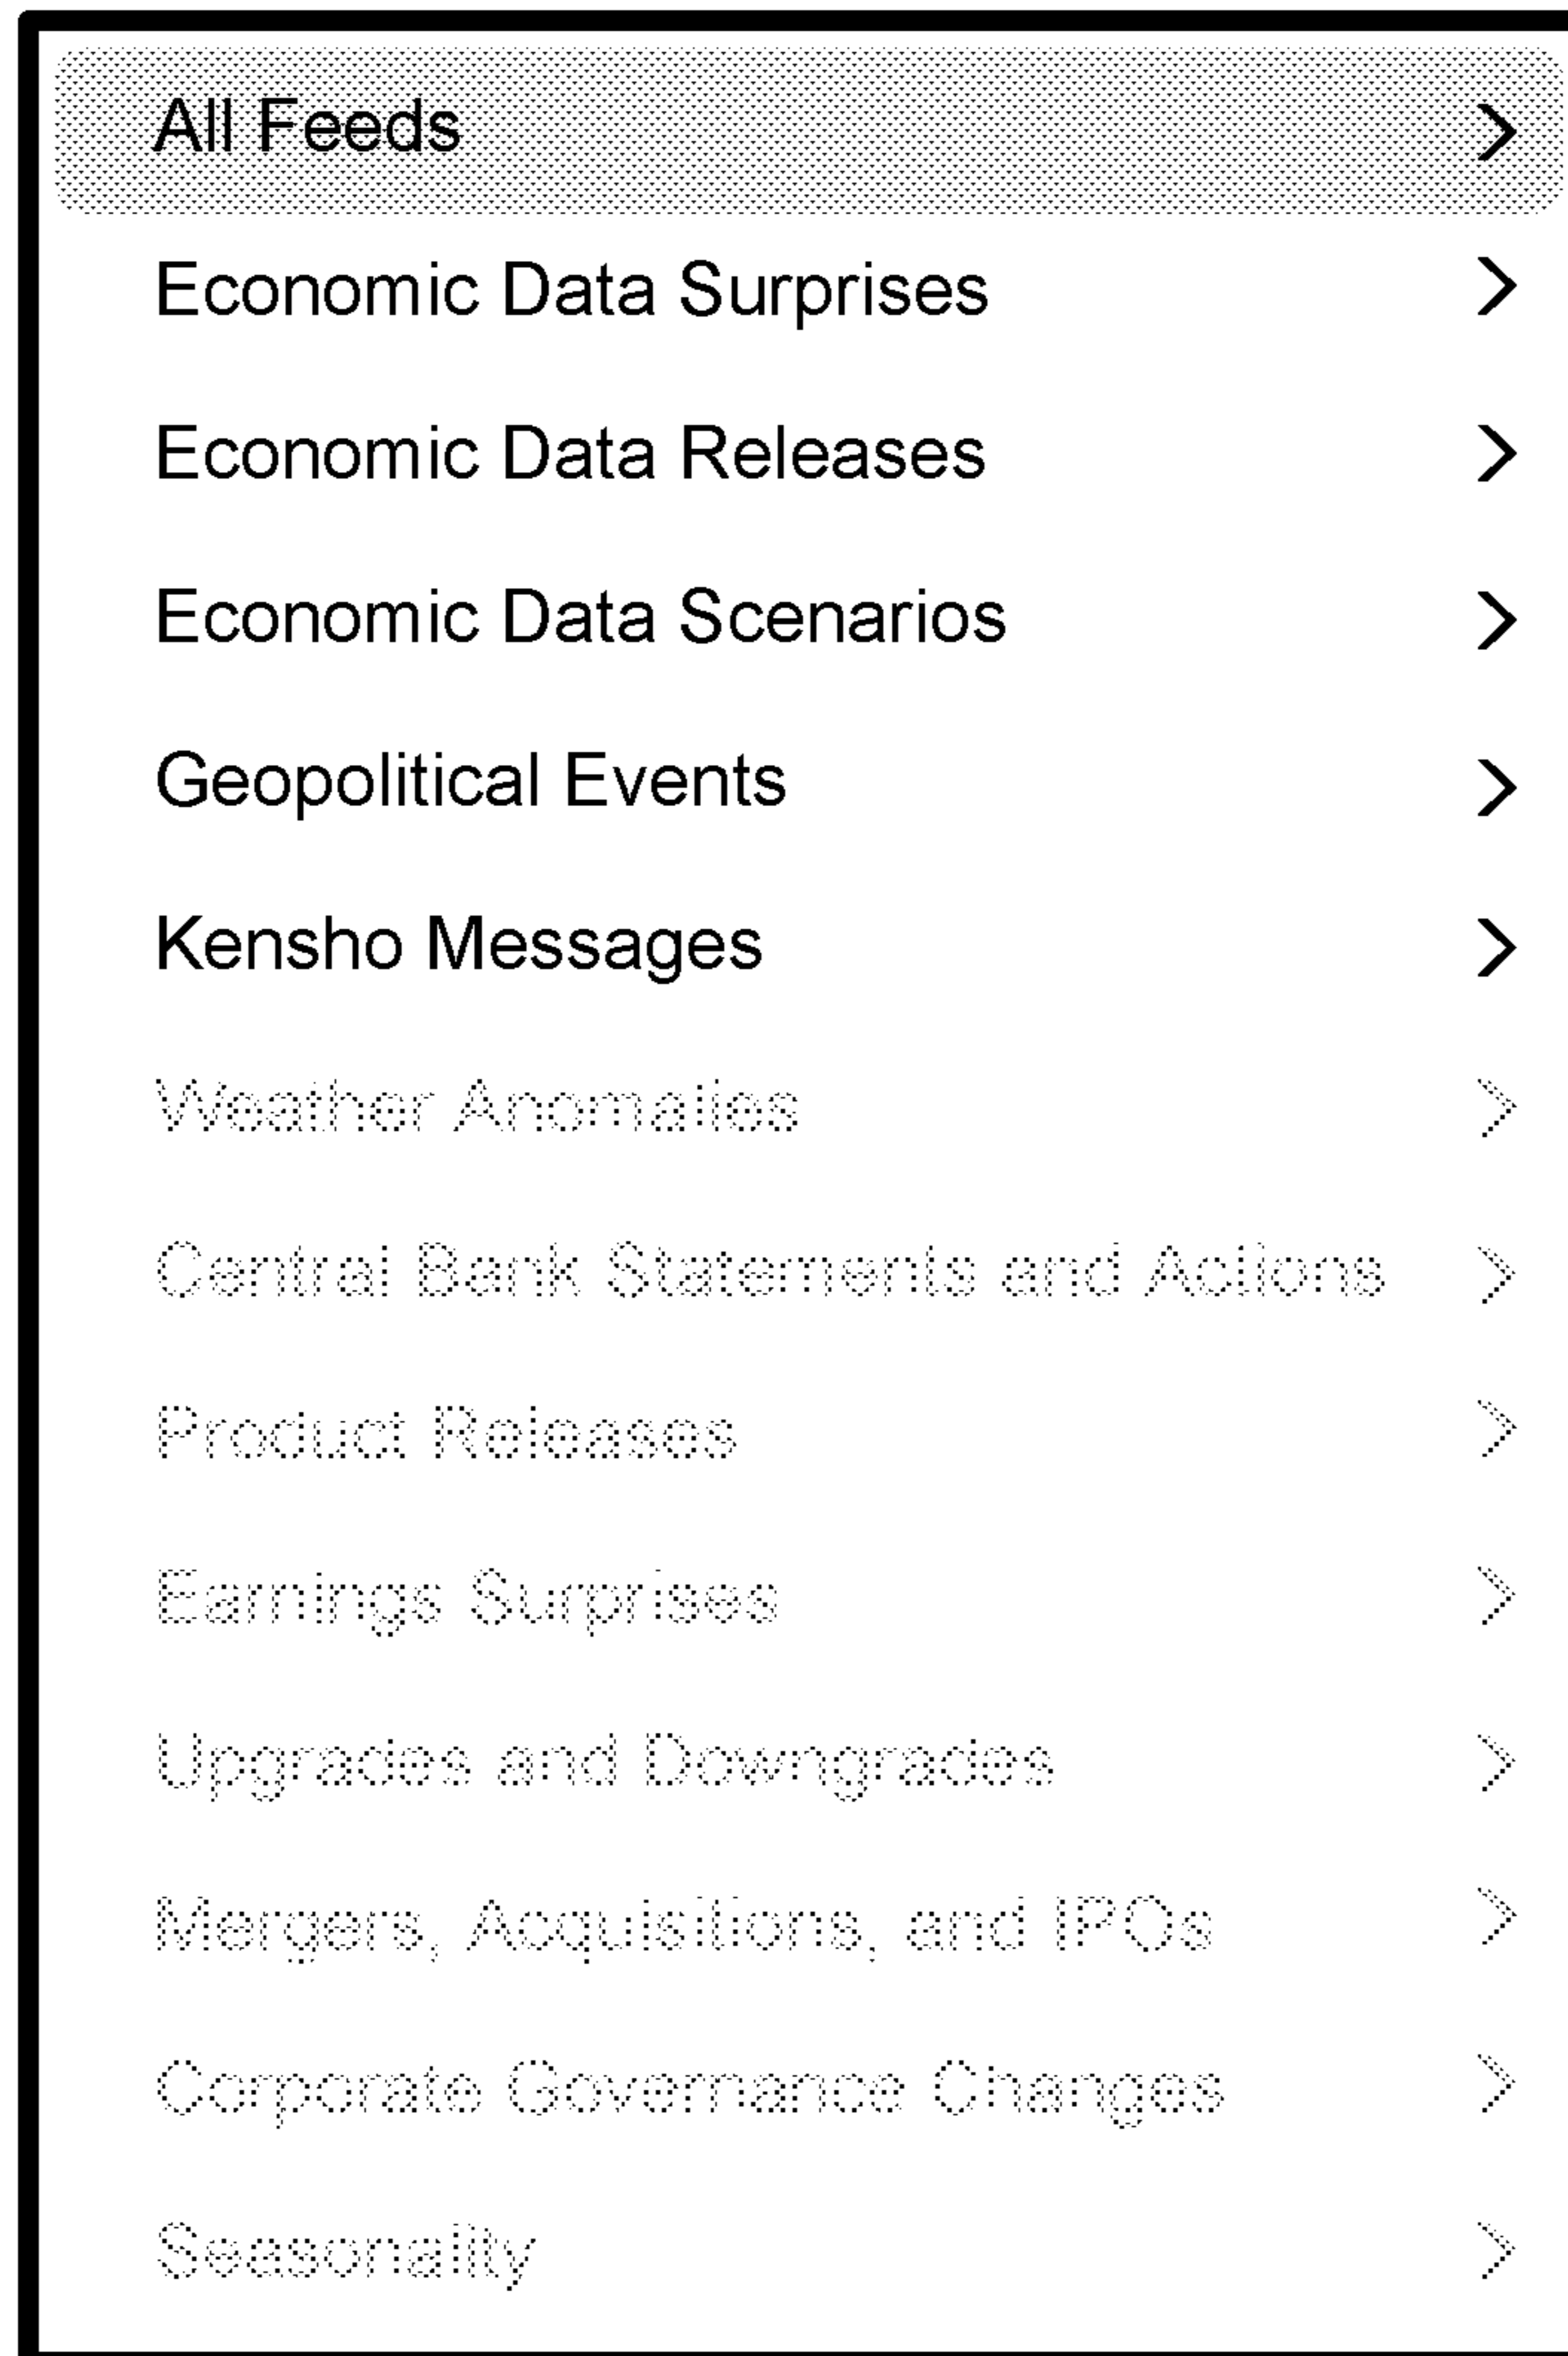 All Feeds
Economic Data Surprises
Economic Data Releases
Economic Data Scenarios
Geopolitical Events
Kensho Messages
Weather Anomalies
Central Bank Statements and Actions
Product Releases
Earnings Surprises
Upgrades and Downgrades
Mergers, Acquisitions, and IPOs
Corporate Governance Changes
Seasonality